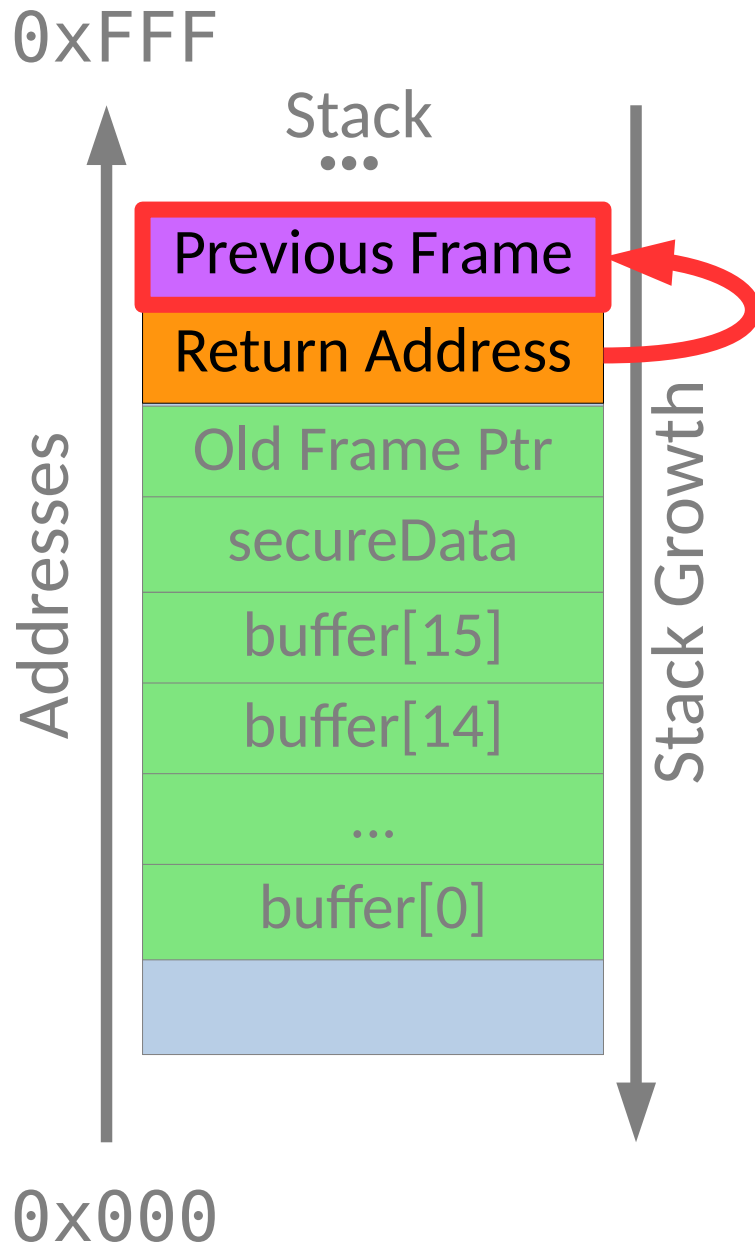 0xFFF
Stack
•••
Previous Frame
Return Address
Old Frame Ptr
secureData
buffer[15]
buffer[14]
...
buffer[0]
Addresses
Stack Growth
0x000